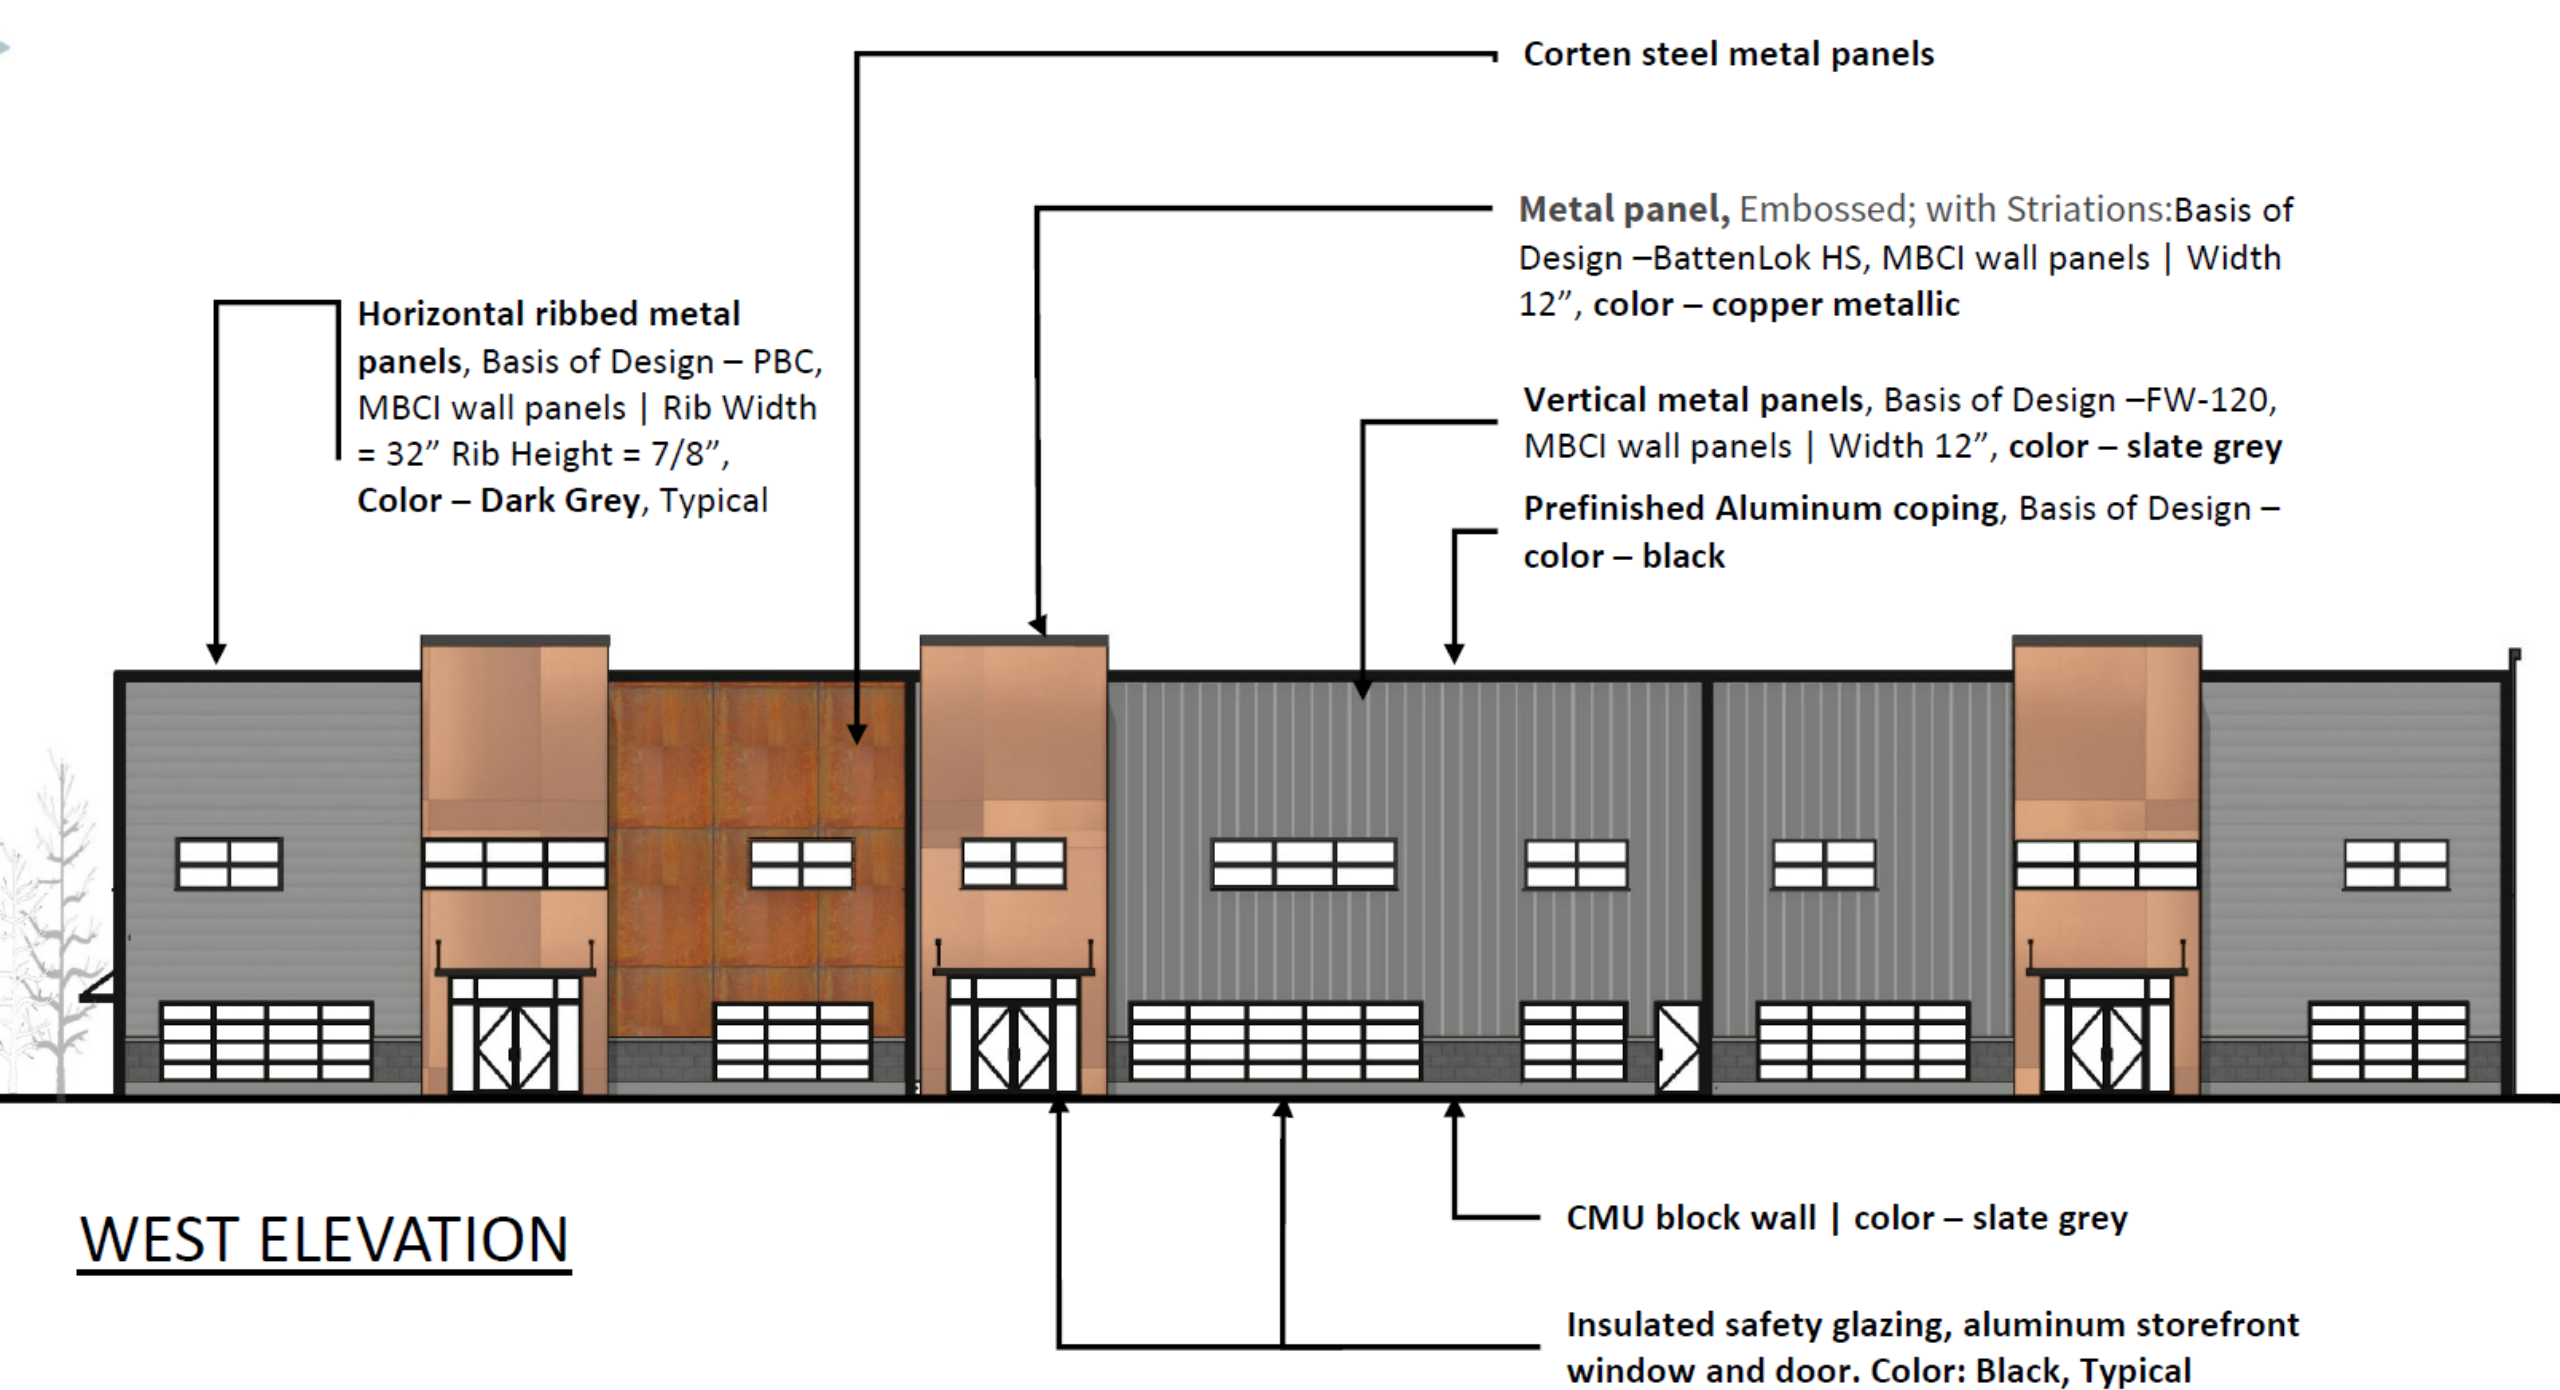 Corten steel metal panels
Metal panel, Embossed; with Striations:Basis of
Design –BattenLok HS, MBCI wall panels | Width
12”, color – copper metallic
Horizontal ribbed metal
panels, Basis of Design – PBC,
MBCI wall panels | Rib Width
= 32” Rib Height = 7/8”,
Color – Dark Grey, Typical
Vertical metal panels, Basis of Design –FW-120,
MBCI wall panels | Width 12”, color – slate grey
Prefinished Aluminum coping, Basis of Design –
color – black
WEST ELEVATION
CMU block wall | color – slate grey
Insulated safety glazing, aluminum storefront
window and door. Color: Black, Typical